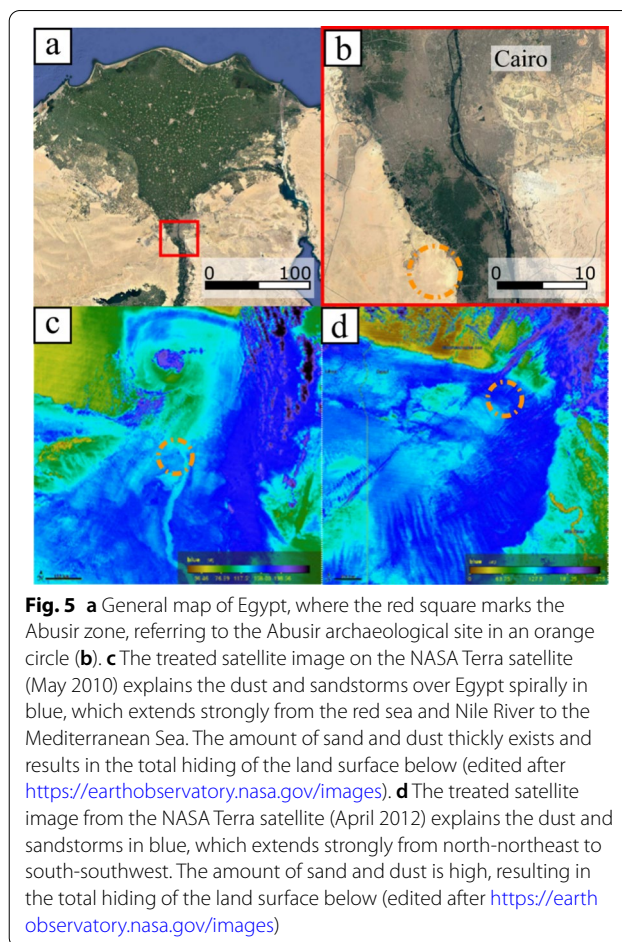 a
b
Cairo
0 100
0 10
c
d
blue
blue
Fig. 5 a General map of Egypt, where the red square marks the
Abusir zone, referring to the Abusir archaeological site in an orange
circle (b). c The treated satellite image on the NASA Terra satellite
(May 2010) explains the dust and sandstorms over Egypt spirally in
blue, which extends strongly from the red sea and Nile River to the
Mediterranean Sea. The amount of sand and dust thickly exists and
results in the total hiding of the land surface below (edited after
https://earthobservatory.nasa.gov/images). d The treated satellite
image from the NASA Terra satellite (April 2012) explains the dust and
sandstorms in blue, which extends strongly from north-northeast to
south-southwest. The amount of sand and dust is high, resulting in
the total hiding of the land surface below (edited after https://earth
observatory.nasa.gov/images)